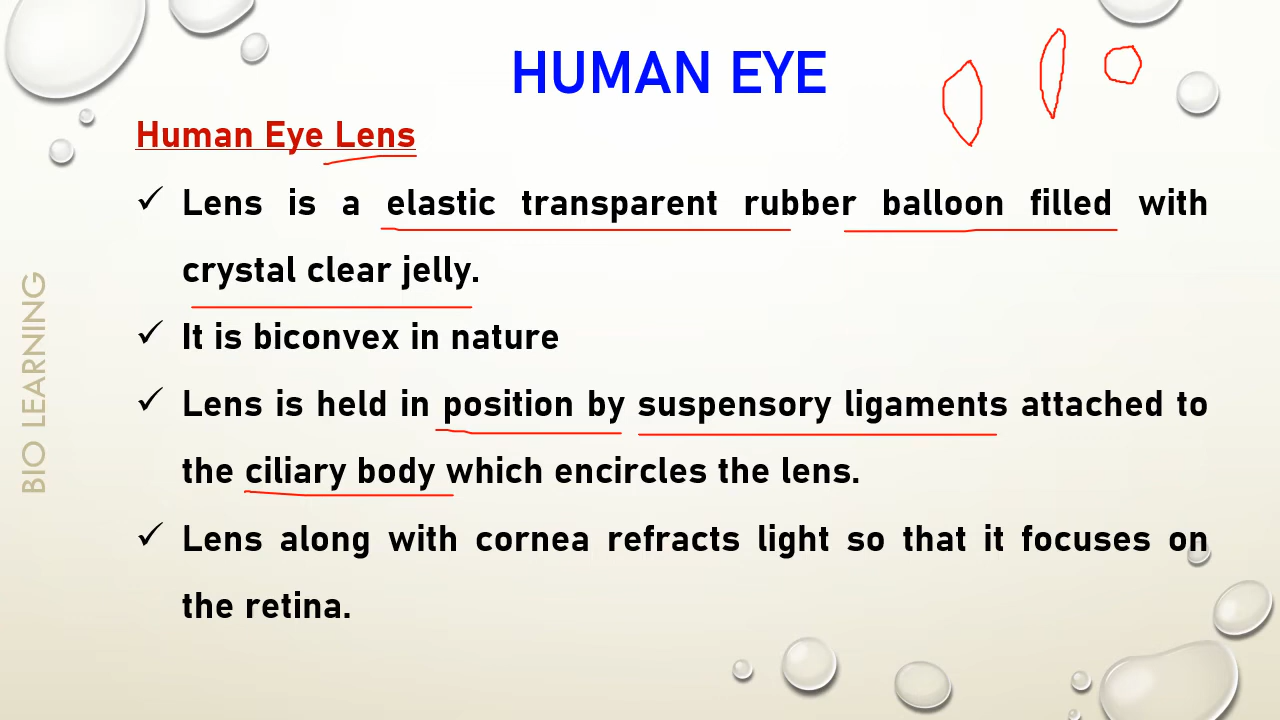 HUMAN EYE
Human Eye Lens
✓ Lens is a elastic transparent rubber balloon filled with
crystal clear jelly.
✓ It is biconvex in nature
✓ Lens is held in position by suspensory ligaments attached to
the ciliary body which encircles the lens.
✓ Lens along with cornea refracts light so that it focuses on
the retina.
BIO LEARNING